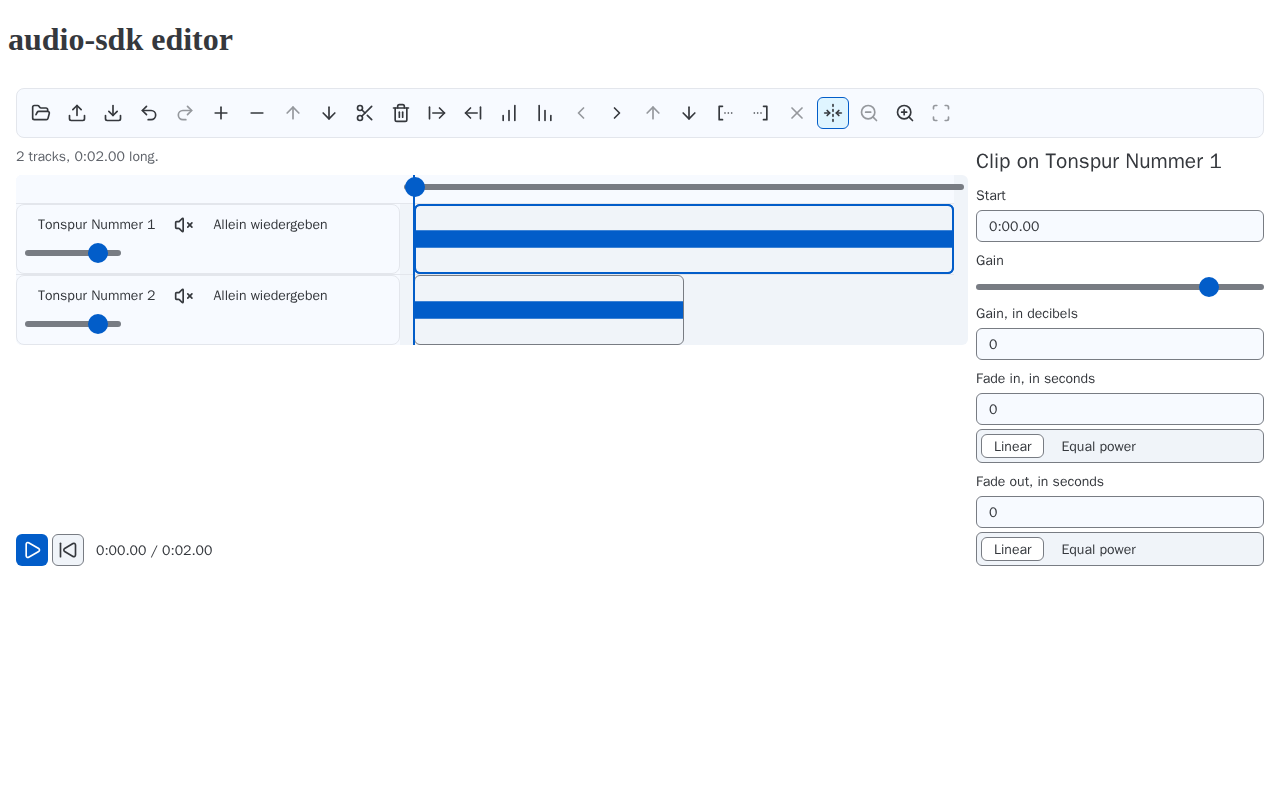 audio-sdk editor
2 tracks, 0:02.00 long.
Tonspur Nummer 1 Allein wiedergeben
Tonspur Nummer 2 Allein wiedergeben
0:00.00 / 0:02.00
Clip on Tonspur Nummer 1
Start
0:00.00
Gain
Gain, in decibels
0
Fade in, in seconds
0
Linear Equal power
Fade out, in seconds
0
Linear Equal power